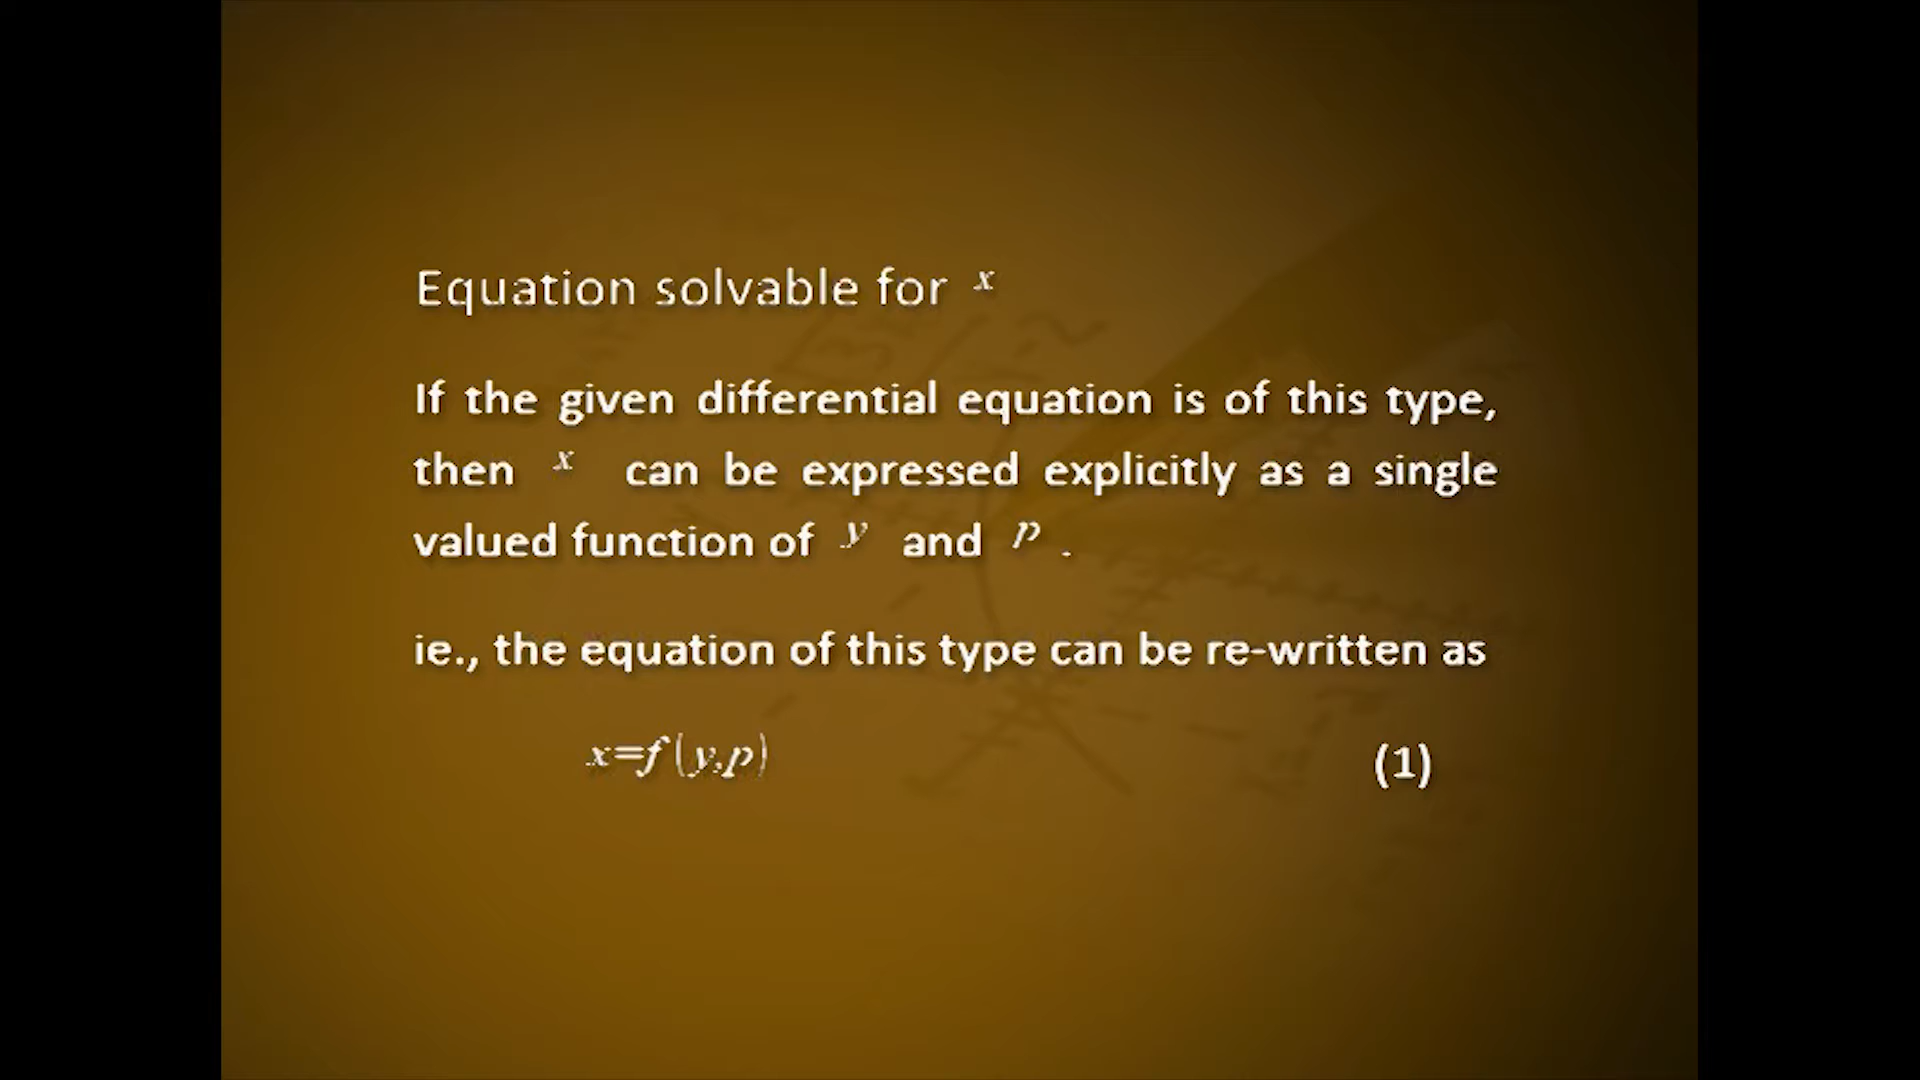 Equation solvable for x
If the given differential equation is of this type,
then x can be expressed explicitly as a single
valued function of y and p .
ie., the equation of this type can be re-written as
x=f(y,p) (1)